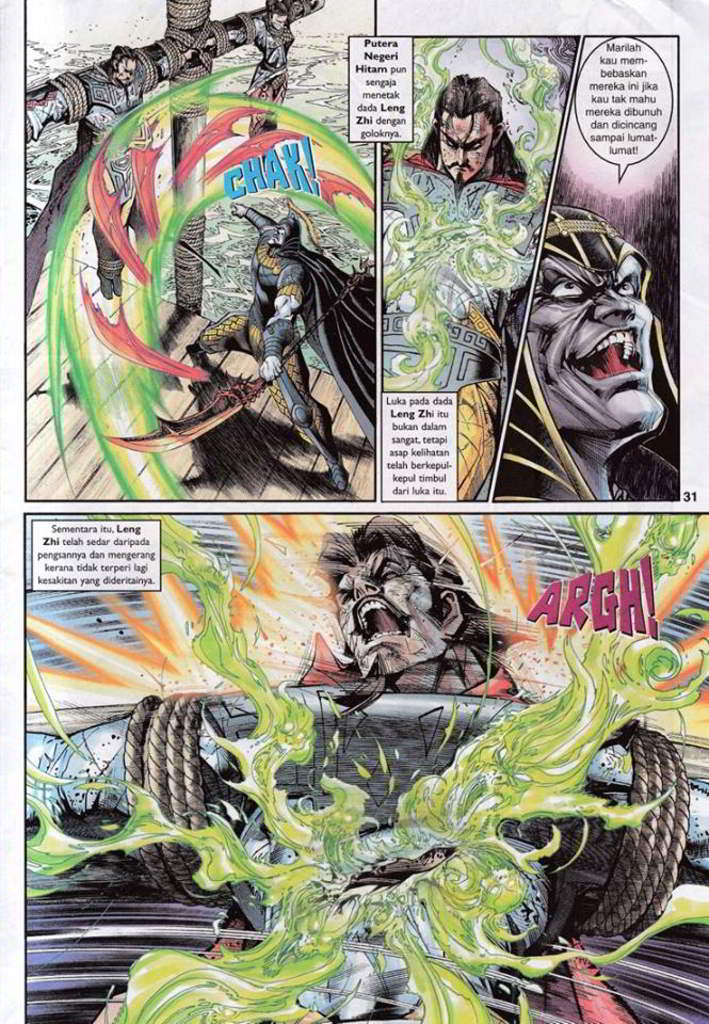 CHAK!
Putera
Negeri
Hitam pun
sengaja
menetak
dada Leng
Zhi dengan
goloknya.
Luka pada dada
Leng Zhi itu
bukan dalam
sangat, tetapi
asap kelihatan
telah berkepul-
kepul timbul
dari luka itu.
Marilah
kau mem-
bebaskan
mereka ini jika
kau tak mahu
mereka dibunuh
dan dicincang
sampai lumat-
lumat!
31
Sementara itu, Leng
Zhi telah sedar daripada
pengsannya dan mengerang
kerana tidak terperi lagi
kesakitan yang dideritainya.
ARGH!